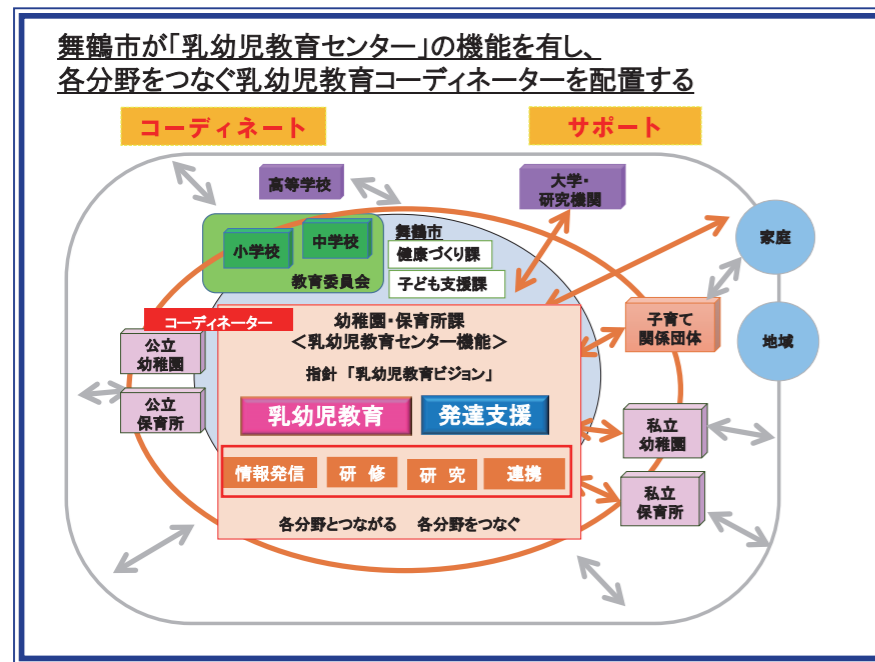 舞鶴市が「乳幼児教育センター」の機能を有し、
各分野をつなぐ乳幼児教育コーディネーターを配置する
コーディネート
サポート
高等学校
大学・
研究機関
小学校
中学校
教育委員会
舞鶴市
健康づくり課
子ども支援課
家庭
地域
コーディネーター
幼稚園・保育所課
＜乳幼児教育センター機能＞
指針 「乳幼児教育ビジョン」
乳幼児教育
発達支援
情報発信
研 修
研 究
連携
各分野とつながる 各分野をつなぐ
公立
幼稚園
公立
保育所
子育て
関係団体
私立
幼稚園
私立
保育所